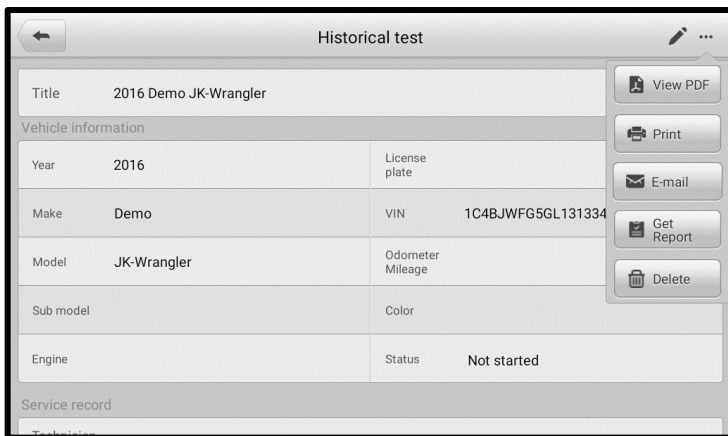 Historical test
Title 2016 Demo JK-Wrangler
View PDF
Vehicle information
Print
Year 2016 License
plate
E-mail
Make Demo VIN 1C4BJWFG5GL131334
Get
Report
Model JK-Wrangler Odometer
Mileage
Delete
Sub model Color
Engine Status Not started
Service record
Technician